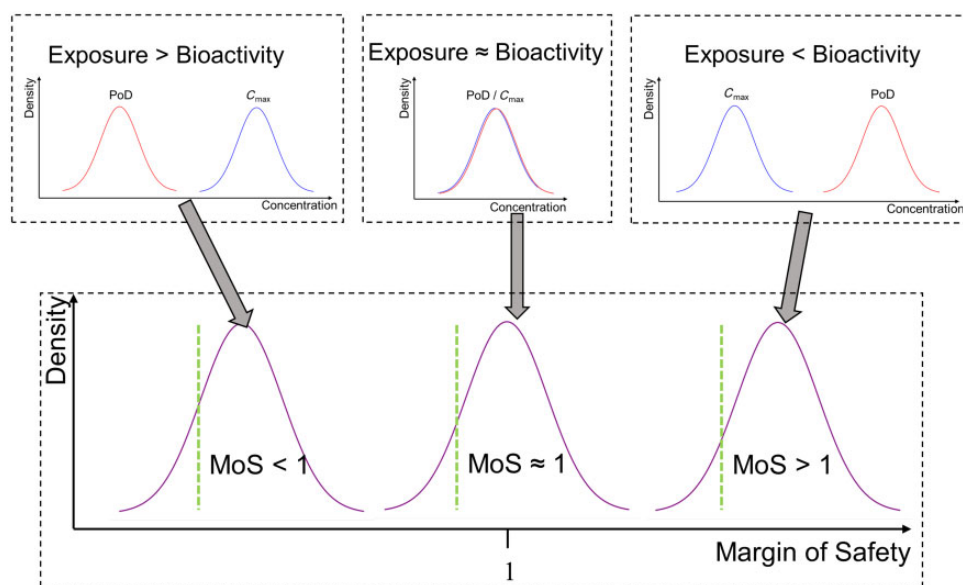 Exposure > Bioactivity
Density
PoD
Cmax
Concentration
Exposure ≈ Bioactivity
Density
PoD / Cmax
Concentration
Exposure < Bioactivity
Density
Cmax
PoD
Concentration
Density
MoS < 1
MoS ≈ 1
MoS > 1
Margin of Safety
1